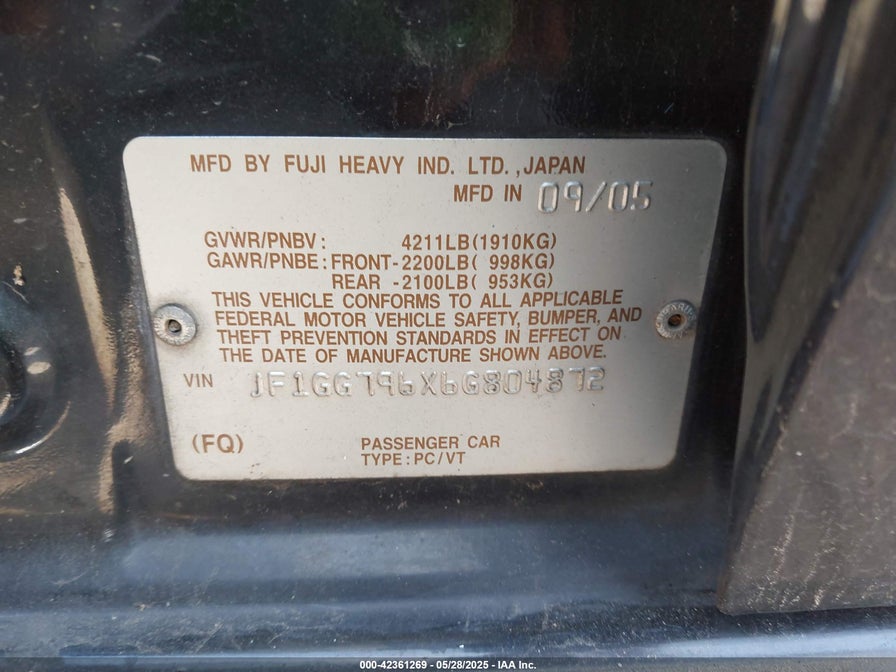 MFD BY FUJI HEAVY IND. LTD.,JAPAN
MFD IN 09/05
GVWR/PNBV: 4211LB(1910KG)
GAWR/PNBE: FRONT-2200LB( 998KG)
REAR -2100LB( 953KG)
THIS VEHICLE CONFORMS TO ALL APPLICABLE
FEDERAL MOTOR VEHICLE SAFETY, BUMPER, AND
THEFT PREVENTION STANDARDS IN EFFECT ON
THE DATE OF MANUFACTURE SHOWN ABOVE.
VIN JF1GG796X6G804872
(FQ) PASSENGER CAR
TYPE:PC/VT
000-42361269 - 05/28/2025 - IAA Inc.